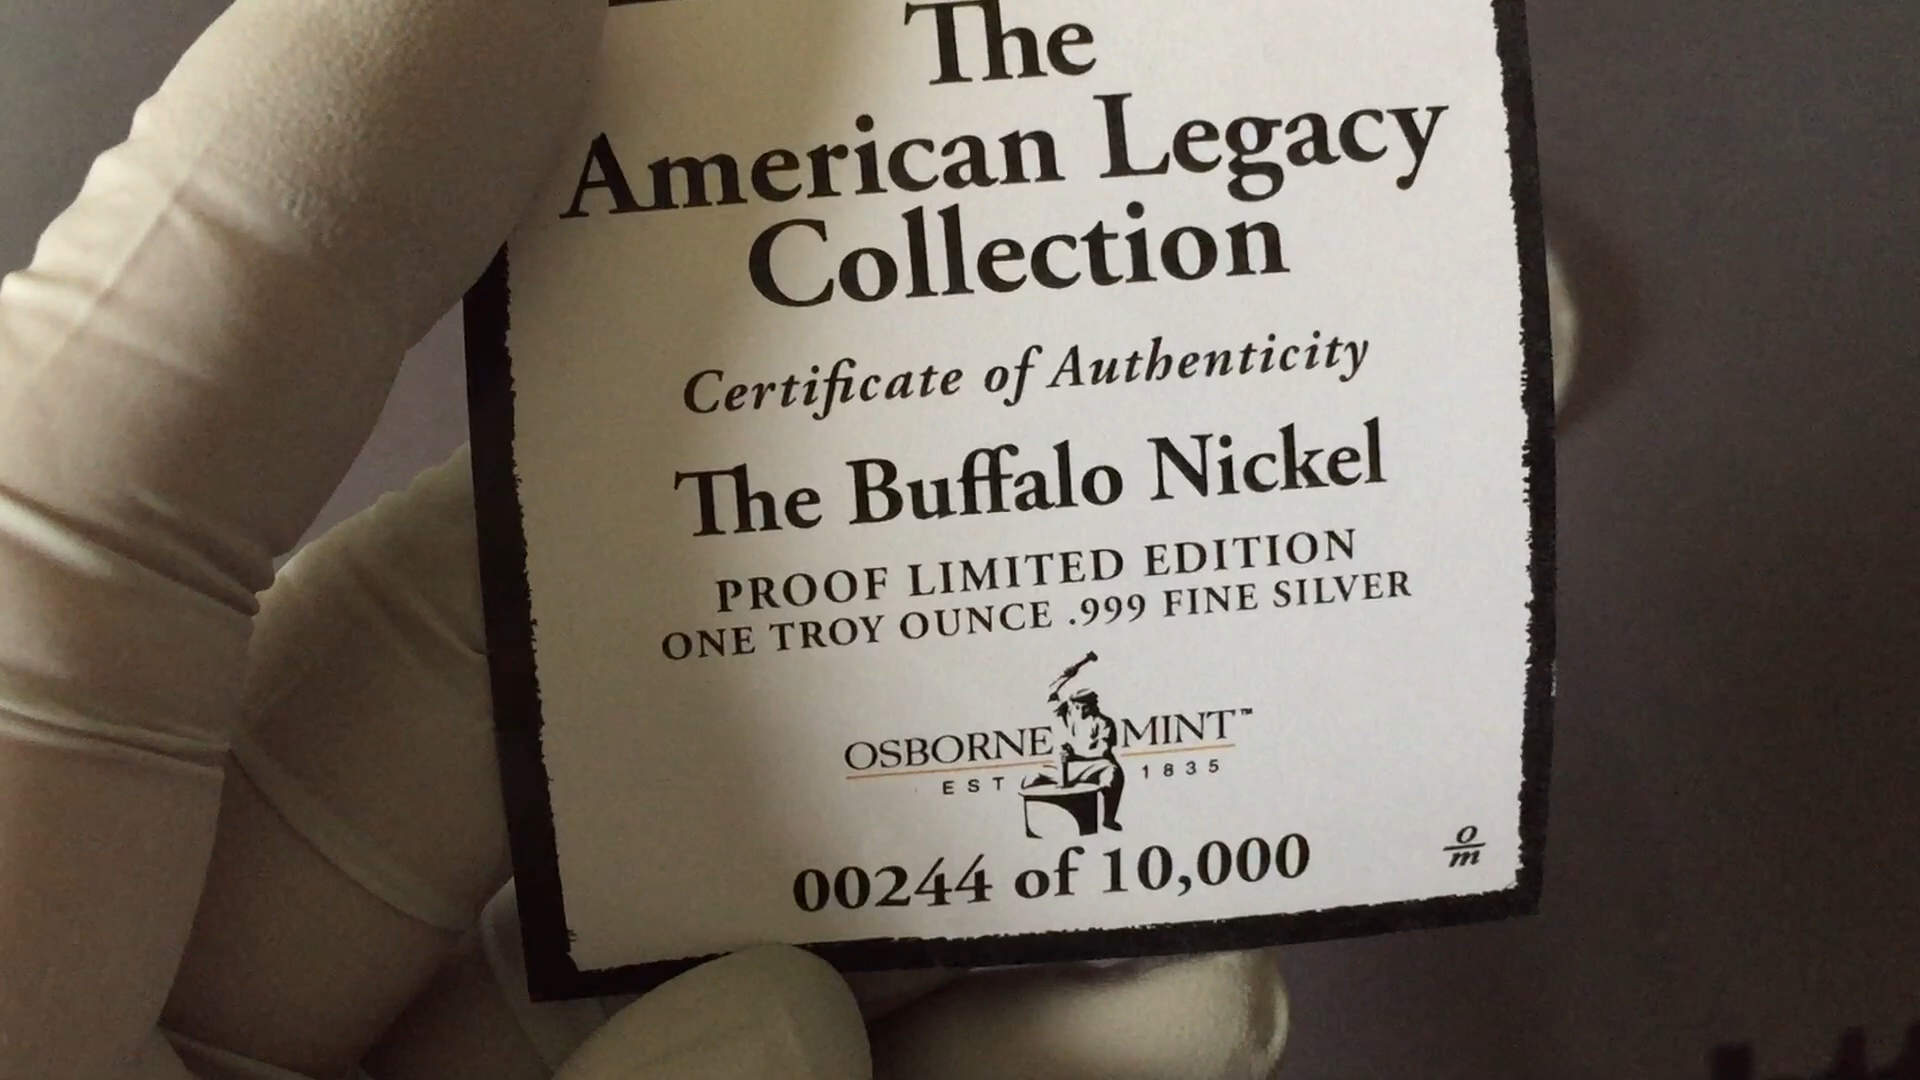 The
American Legacy
Collection
Certificate of Authenticity
The Buffalo Nickel
PROOF LIMITED EDITION
ONE TROY OUNCE .999 FINE SILVER
OSBORNE MINT™
EST 1835
00244 of 10,000
o
m